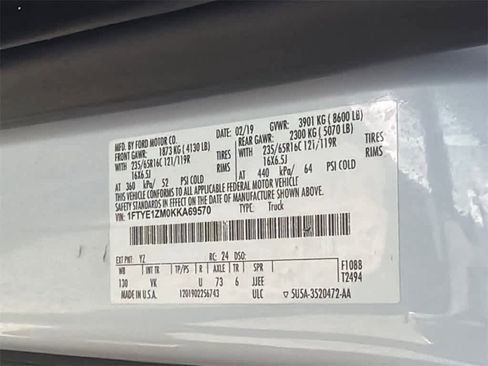 MFD. BY FORD MOTOR CO.
DATE: 02/19 GVWR: 3901 KG ( 8600 LB)
FRONT GAWR: 1873 KG ( 4130 LB) REAR GAWR: 2300 KG ( 5070 LB)
235/65R16C 121/119R TIRES 235/65R16C 121/119R TIRES
16X6.5J RIMS 16X6.5J RIMS
AT 360 kPa/ 52 PSI COLD AT 440 kPa/ 64 PSI COLD
THIS VEHICLE CONFORMS TO ALL APPLICABLE FEDERAL MOTOR VEHICLE
SAFETY STANDARDS IN EFFECT ON THE DATE OF MANUFACTURE SHOWN ABOVE.
VIN: 1FTYE1ZM0KKA69570 TYPE: Truck
EXT PNT: YZ RC: 24 DSO:
WB INT TR TP/PS R AXLE TR SPR
130 VK U 73 6 JJEE
MADE IN U.S.A. 1201902256743 ULC
F1088
T2494
5U5A-3520472-AA